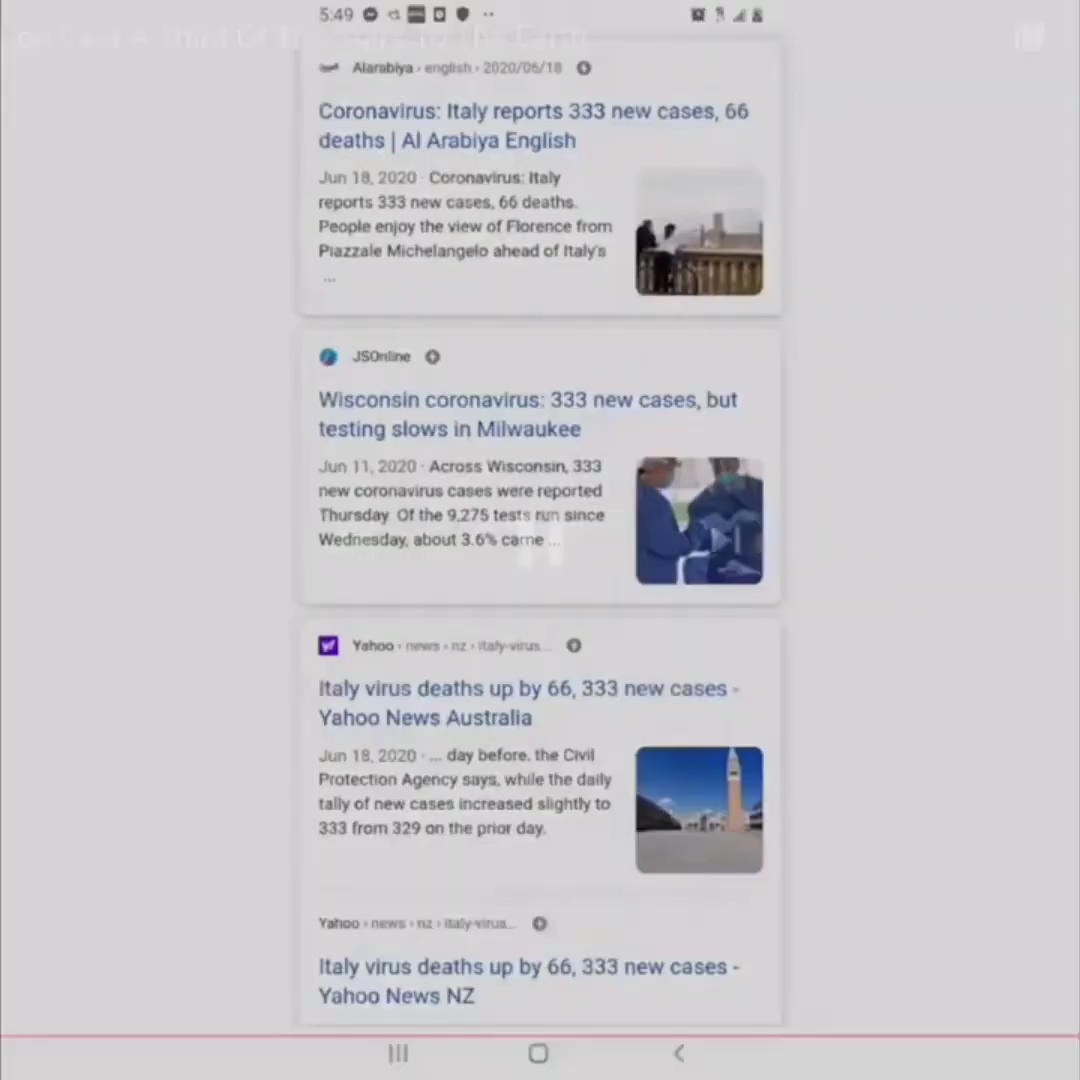 5:49
Alarabiya › english › 2020/06/18
Coronavirus: Italy reports 333 new cases, 66
deaths | Al Arabiya English
Jun 18, 2020 · Coronavirus: Italy
reports 333 new cases, 66 deaths.
People enjoy the view of Florence from
Piazzale Michelangelo ahead of Italy's
...
JSOnline
Wisconsin coronavirus: 333 new cases, but
testing slows in Milwaukee
Jun 11, 2020 · Across Wisconsin, 333
new coronavirus cases were reported
Thursday. Of the 9,275 tests run since
Wednesday, about 3.6% came ...
Yahoo › news › nz › italy-virus...
Italy virus deaths up by 66, 333 new cases -
Yahoo News Australia
Jun 18, 2020 · ... day before, the Civil
Protection Agency says, while the daily
tally of new cases increased slightly to
333 from 329 on the prior day.
Yahoo › news › nz › italy-virus...
Italy virus deaths up by 66, 333 new cases -
Yahoo News NZ